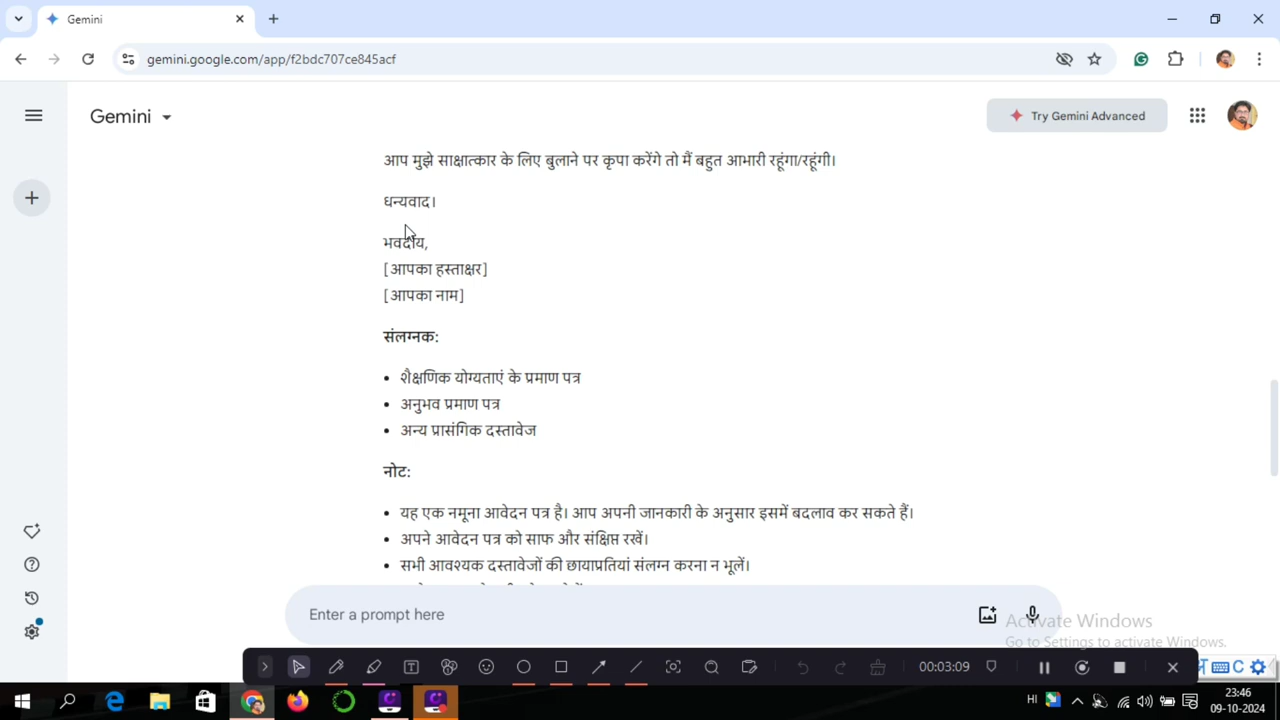 Gemini
gemini.google.com/app/f2bdc707ce845acf
Gemini
Try Gemini Advanced
आप मुझे साक्षात्कार के लिए बुलाने पर कृपा करेंगे तो मैं बहुत आभारी रहूंगा/रहूंगी।
धन्यवाद।
भवदीय,
[आपका हस्ताक्षर]
[आपका नाम]
संलग्नक:
• शैक्षणिक योग्यताएं के प्रमाण पत्र
• अनुभव प्रमाण पत्र
• अन्य प्रासंगिक दस्तावेज
नोट:
• यह एक नमूना आवेदन पत्र है। आप अपनी जानकारी के अनुसार इसमें बदलाव कर सकते हैं।
• अपने आवेदन पत्र को साफ और संक्षिप्त रखें।
• सभी आवश्यक दस्तावेजों की छायाप्रतियां संलग्न करना न भूलें।
Enter a prompt here
Activate Windows
Go to Settings to activate Windows.
00:03:09
HI
23:46
09-10-2024